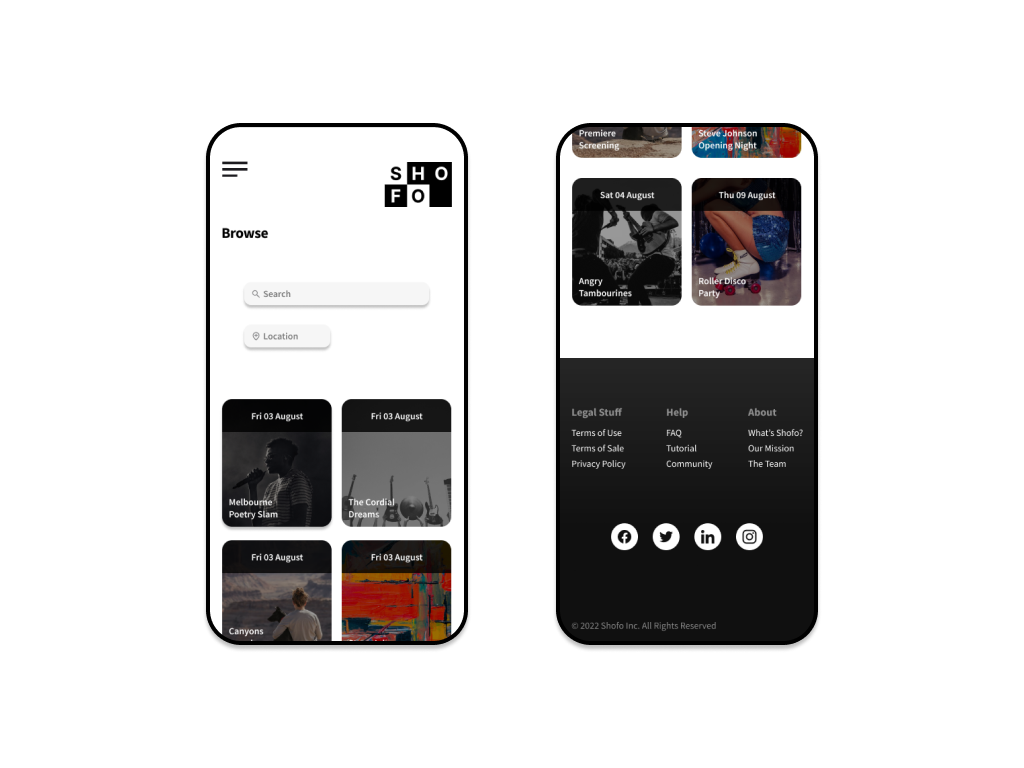 SHO
FO
Browse
Search
Location
Fri 03 August
Fri 03 August
Melbourne
Poetry Slam
The Cordial
Dreams
Fri 03 August
Fri 03 August
Canyons
Premiere
Screening
Steve Johnson
Opening Night
Sat 04 August
Thu 09 August
Angry
Tambourines
Roller Disco
Party
Legal Stuff
Help
About
Terms of Use
FAQ
What's Shofo?
Terms of Sale
Tutorial
Our Mission
Privacy Policy
Community
The Team
© 2022 Shofo Inc. All Rights Reserved